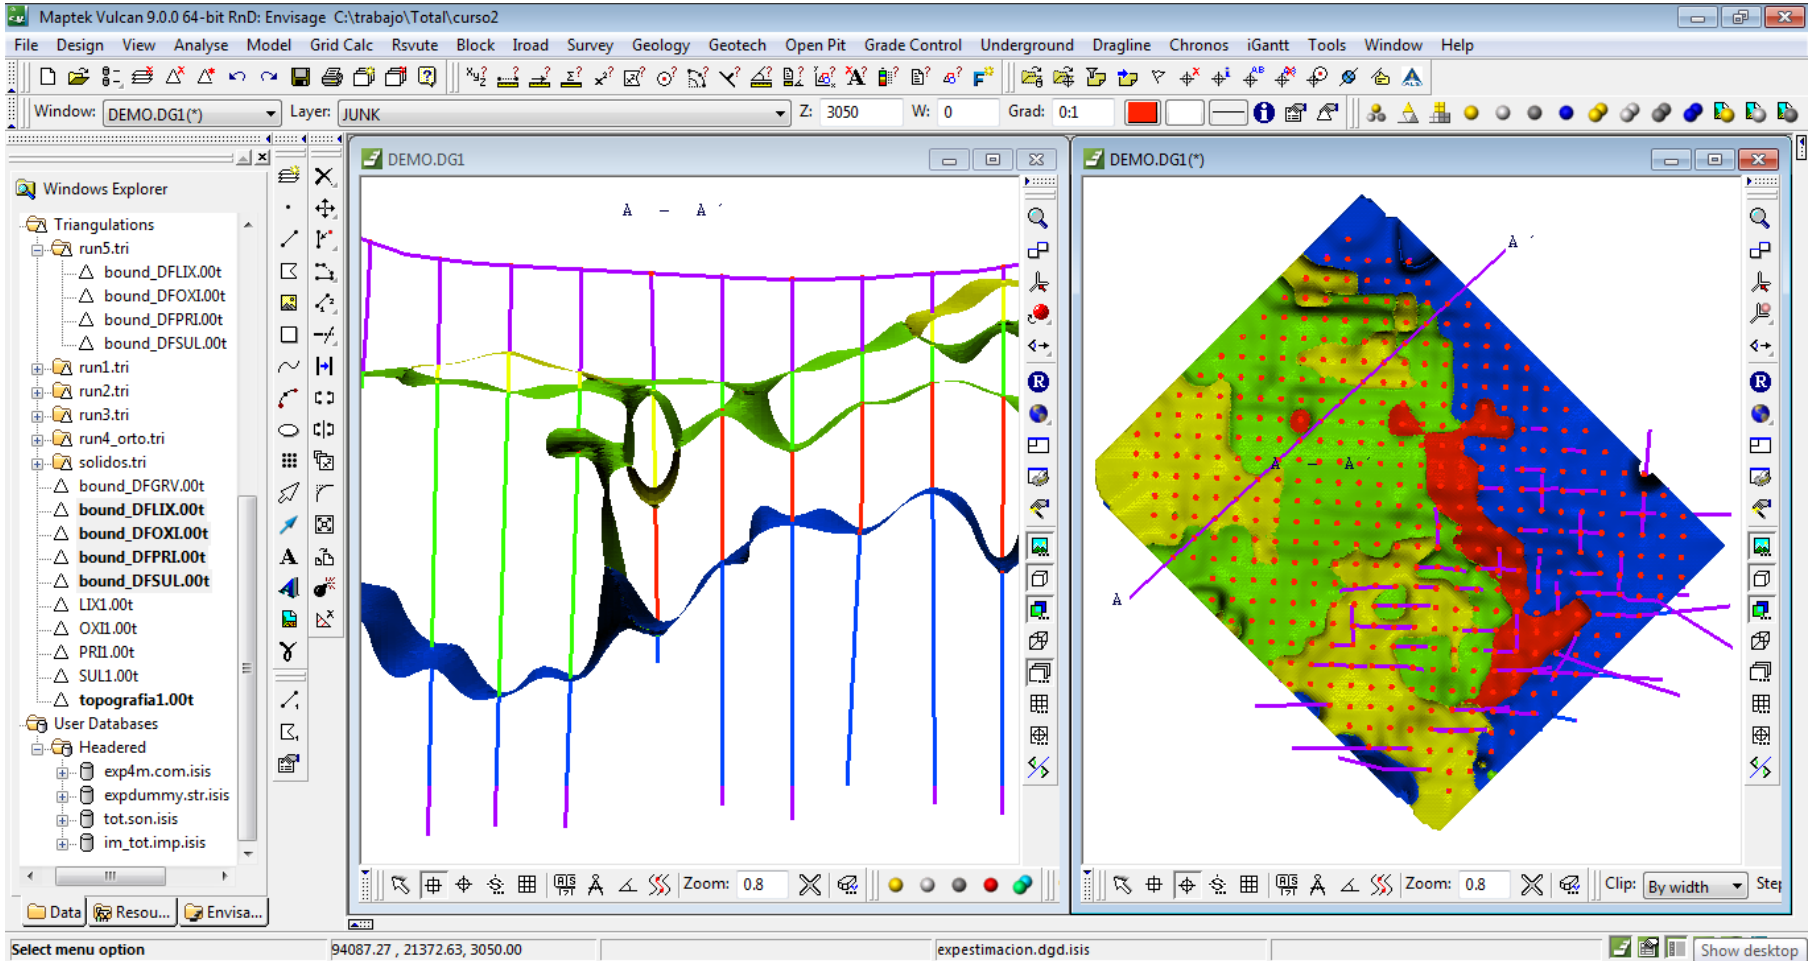 Maptek Vulcan 9.0.0 64-bit RnD: Envisage C:\trabajo\Total\curso2
File Design View Analyse Model Grid Calc Rsvute Block Iroad Survey Geology Geotech Open Pit Grade Control Underground Dragline Chronos iGantt Tools Window Help
Window: DEMO.DG1(*) Layer: JUNK Z: 3050 W: 0 Grad: 0:1
Windows Explorer
Triangulations
run5.tri
bound_DFLIX.00t
bound_DFOXI.00t
bound_DFPRI.00t
bound_DFSUL.00t
run1.tri
run2.tri
run3.tri
run4_orto.tri
solidos.tri
bound_DFGRV.00t
bound_DFLIX.00t
bound_DFOXI.00t
bound_DFPRI.00t
bound_DFSUL.00t
LIX1.00t
OXI1.00t
PRI1.00t
SUL1.00t
topografia1.00t
User Databases
Headered
exp4m.com.isis
expdummy.str.isis
tot.son.isis
im_tot.imp.isis
Data Resou... Envisa...
DEMO.DG1
A - A´
Zoom: 0.8
DEMO.DG1(*)
A´
A - A´
A
Zoom: 0.8 Clip: By width Step
Select menu option 94087.27 , 21372.63, 3050.00 expestimacion.dgd.isis Show desktop